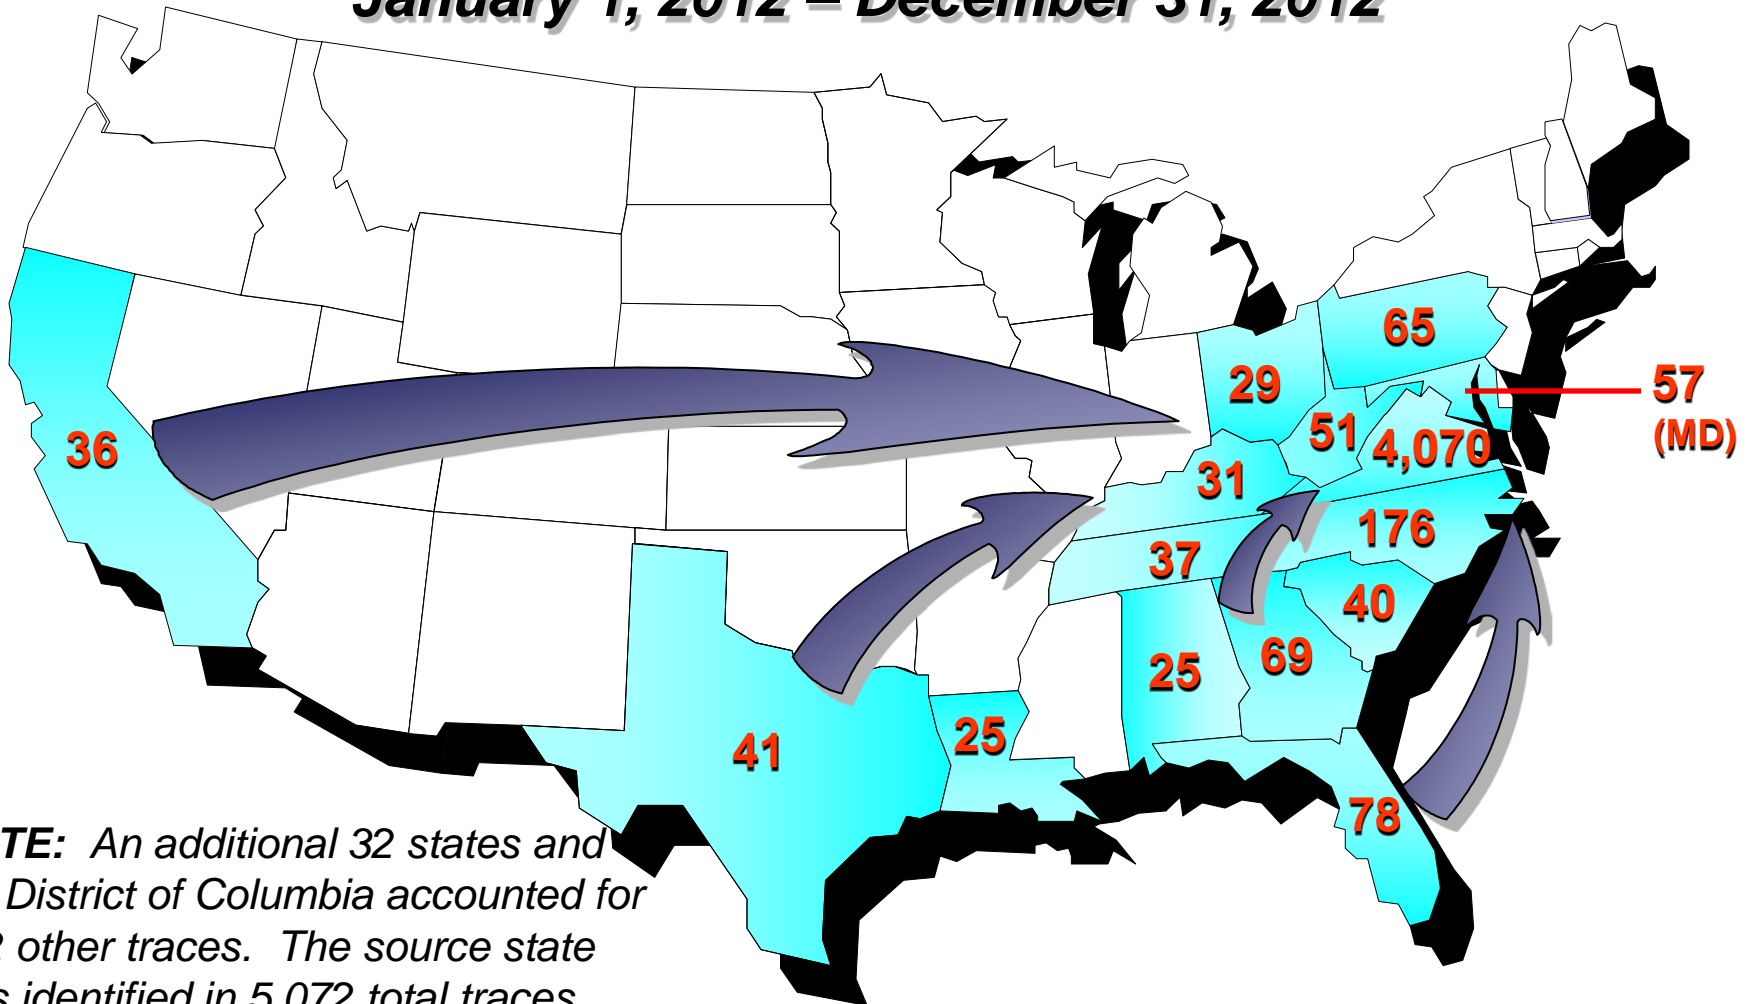 January 1, 2012 – December 31, 2012
65
29
57
(MD)
51
4,070
36
31
176
37
40
69
25
25
41
78
TE: An additional 32 states and
District of Columbia accounted for
other traces. The source state
identified in 5,072 total traces